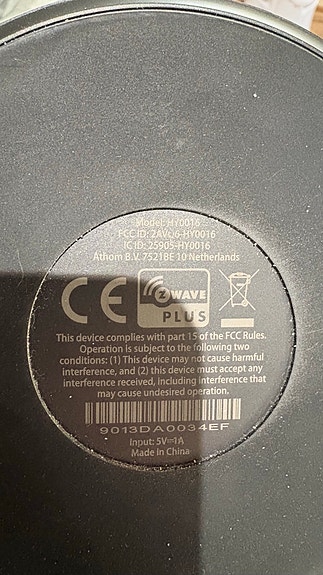 Model: HY0016
FCC ID: 2AVG6-HY0016
IC ID: 25905-HY0016
Athom B.V. 7521BE 10 Netherlands
CE
Z WAVE
PLUS
This device complies with part 15 of the FCC Rules.
Operation is subject to the following two
conditions: (1) This device may not cause harmful
interference, and (2) this device must accept any
interference received, including interference that
may cause undesired operation.
9013DA0034EF
Input: 5V⎓1A
Made in China